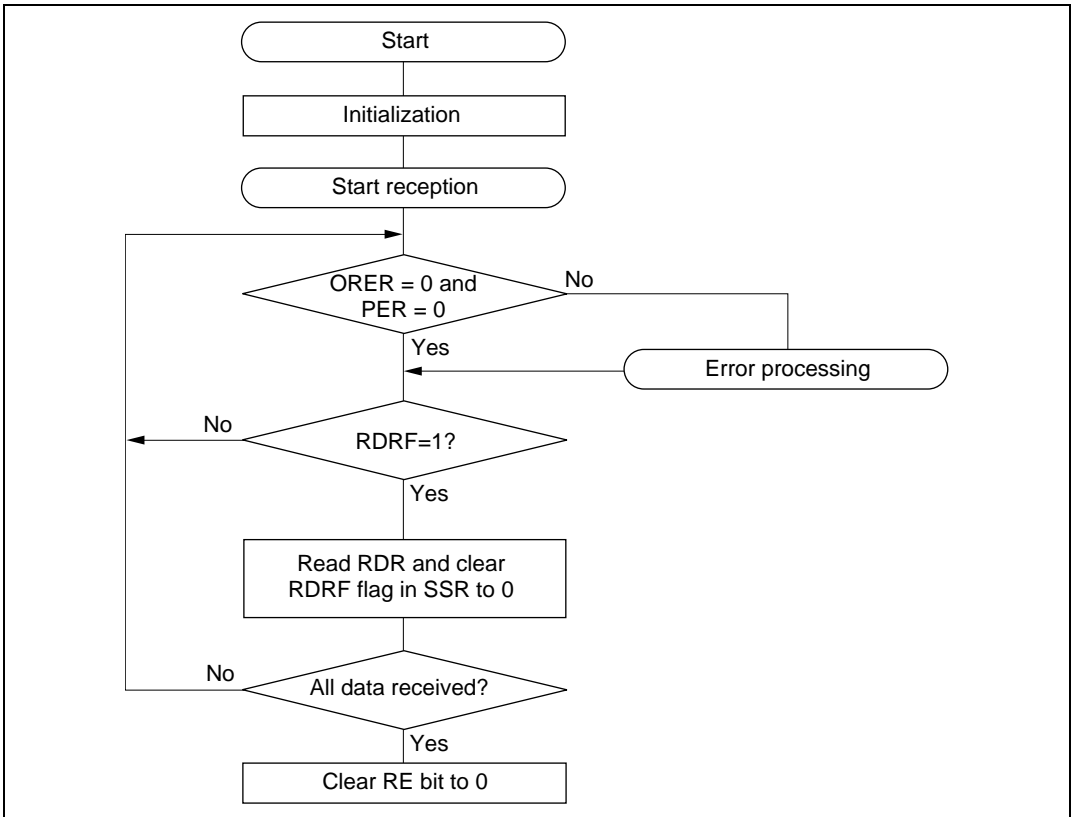 Start
Initialization
Start reception
ORER = 0 and
PER = 0
No
Yes
Error processing
No
RDRF=1?
Yes
Read RDR and clear
RDRF flag in SSR to 0
No
All data received?
Yes
Clear RE bit to 0